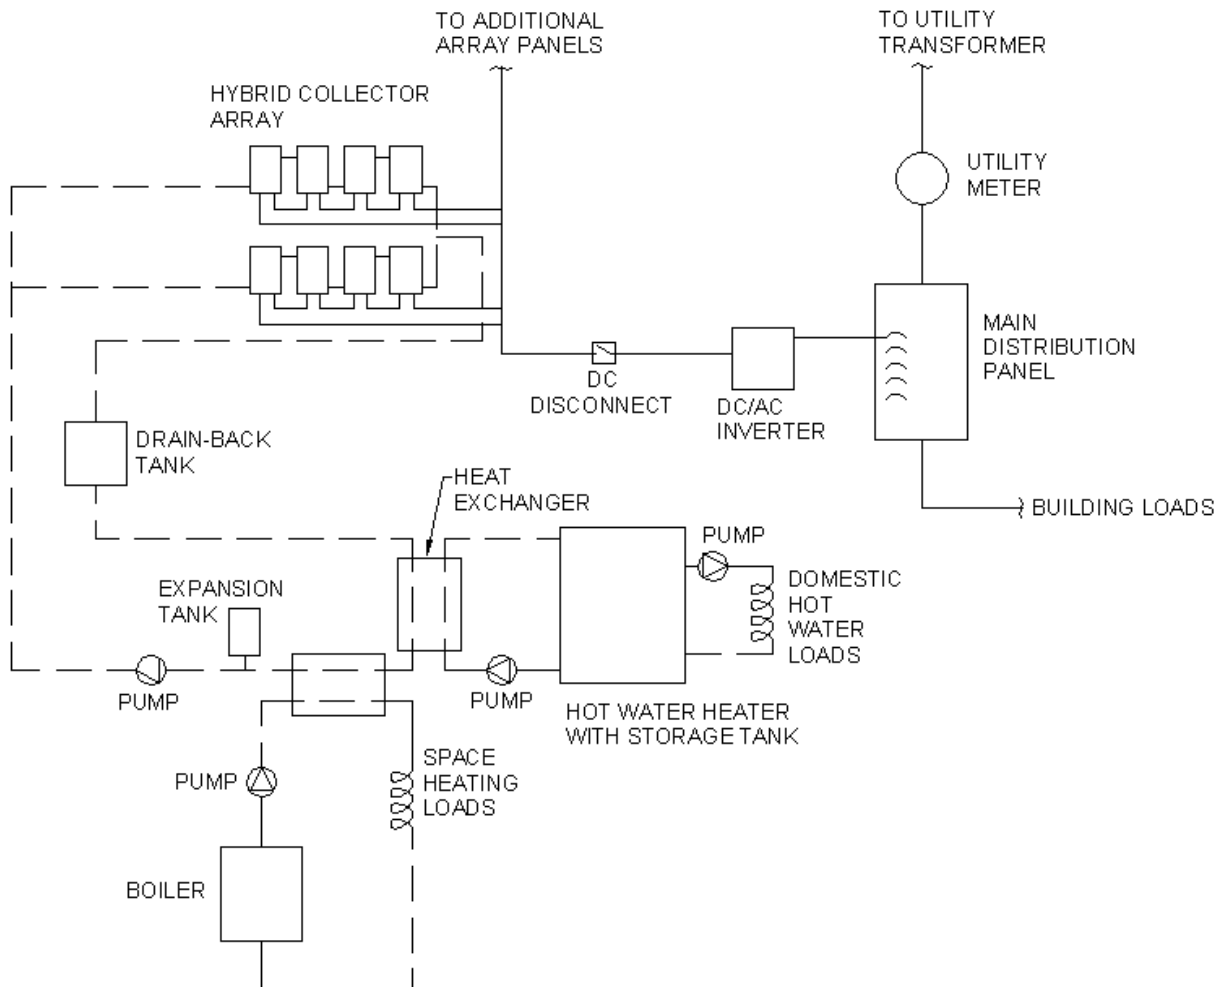 TO ADDITIONAL
ARRAY PANELS
TO UTILITY
TRANSFORMER
HYBRID COLLECTOR
ARRAY
UTILITY
METER
MAIN
DISTRIBUTION
PANEL
DC
DISCONNECT
DC/AC
INVERTER
DRAIN-BACK
TANK
HEAT
EXCHANGER
BUILDING LOADS
PUMP
EXPANSION
TANK
DOMESTIC
HOT
WATER
LOADS
PUMP
PUMP
HOT WATER HEATER
WITH STORAGE TANK
SPACE
HEATING
LOADS
PUMP
BOILER